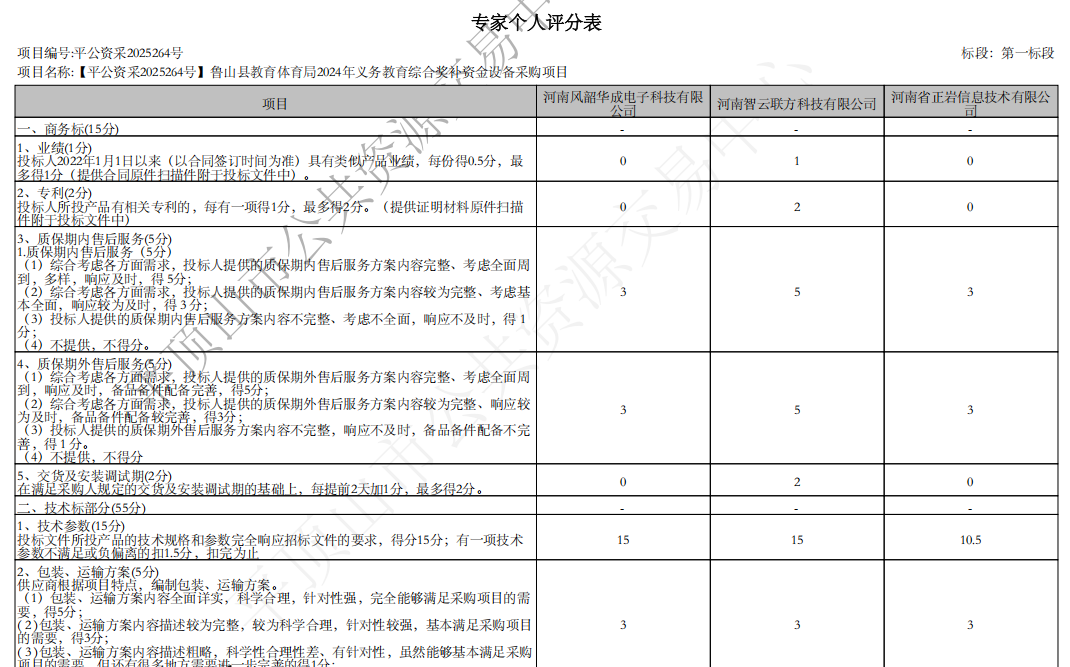 专家个人评分表
项目编号:平公资采2025264号
标段：第一标段
项目名称:【平公资采2025264号】鲁山县教育体育局2024年义务教育综合奖补资金设备采购项目
项目
河南风韶华成电子科技有限
公司
河南智云联方科技有限公司
河南省正岩信息技术有限公
司
一、商务标(15分)
-
-
-
1、业绩(1分)
投标人2022年1月1日以来（以合同签订时间为准）具有类似产品业绩，每份得0.5分，最
多得1分（提供合同原件扫描件附于投标文件中）。
0
1
0
2、专利(2分)
投标人所投产品有相关专利的，每有一项得1分，最多得2分。（提供证明材料原件扫描
件附于投标文件中）
0
2
0
3、质保期内售后服务(5分)
1.质保期内售后服务（5分）
（1）综合考虑各方面需求，投标人提供的质保期内售后服务方案内容完整、考虑全面周
到，多样，响应及时，得 5分；
（2）综合考虑各方面需求，投标人提供的质保期内售后服务方案内容较为完整、考虑基
本全面，响应较为及时，得 3 分；
（3）投标人提供的质保期内售后服务方案内容不完整、考虑不全面，响应不及时，得 1
分；
（4）不提供，不得分。
3
5
3
4、质保期外售后服务(5分)
（1）综合考虑各方面需求，投标人提供的质保期外售后服务方案内容完整、考虑全面周
到，响应及时，备品备件配备完善，得5分；
（2）综合考虑各方面需求，投标人提供的质保期外售后服务方案内容较为完整、响应较
为及时，备品备件配备较完善，得3分；
（3）投标人提供的质保期外售后服务方案内容不完整，响应不及时，备品备件配备不完
善，得 1 分。
（4）不提供，不得分
3
5
3
5、交货及安装调试期(2分)
在满足采购人规定的交货及安装调试期的基础上，每提前2天加1分，最多得2分。
0
2
0
二、技术标部分(55分)
-
-
-
1、技术参数(15分)
投标文件所投产品的技术规格和参数完全响应招标文件的要求，得分15分；有一项技术
参数不满足或负偏离的扣1.5分，扣完为止
15
15
10.5
2、包装、运输方案(5分)
供应商根据项目特点，编制包装、运输方案。
（1）包装、运输方案内容全面详实，科学合理，针对性强，完全能够满足采购项目的需
要，得5分；
(2)包装、运输方案内容描述较为完整，较为科学合理，针对性较强，基本满足采购项目
的需要，得3分；
(3)包装、运输方案内容描述粗略，科学性合理性差、有针对性，虽然能够基本满足采购
项目的需要，但还有很多地方需要进一步完善的得1分；
3
3
3
平顶山市公共资源交易中心
平顶山市公共资源交易中心